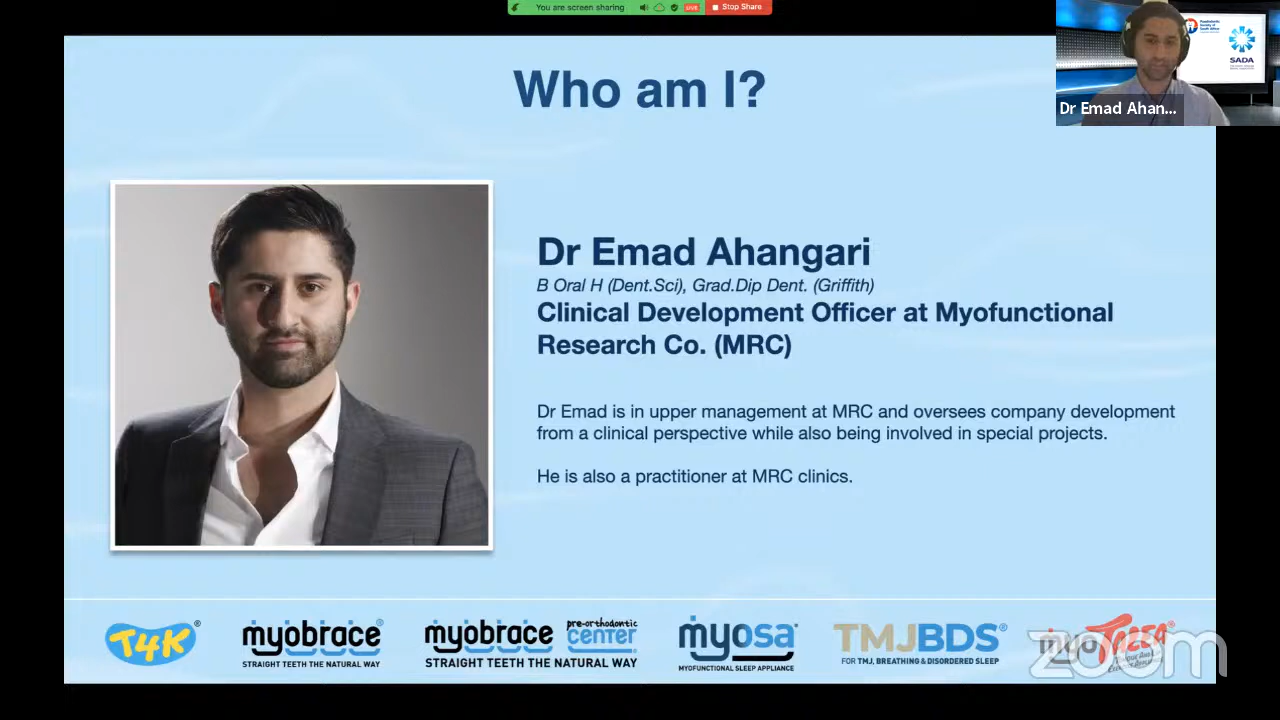 You are screen sharing
LIVE
Stop Share
Who am I?
SADA
Dr Emad Ahan...
Dr Emad Ahangari
B Oral H (Dent.Sci), Grad.Dip Dent. (Griffith)
Clinical Development Officer at Myofunctional
Research Co. (MRC)
Dr Emad is in upper management at MRC and oversees company development
from a clinical perspective while also being involved in special projects.
He is also a practitioner at MRC clinics.
T4K®
myobrace®
STRAIGHT TEETH THE NATURAL WAY
myobrace pre-orthodontic CENTER®
STRAIGHT TEETH THE NATURAL WAY
myosa®
MYOFUNCTIONAL SLEEP APPLIANCE
TMJBDS®
FOR TMJ, BREATHING & DISORDERED SLEEP
myo
zoom